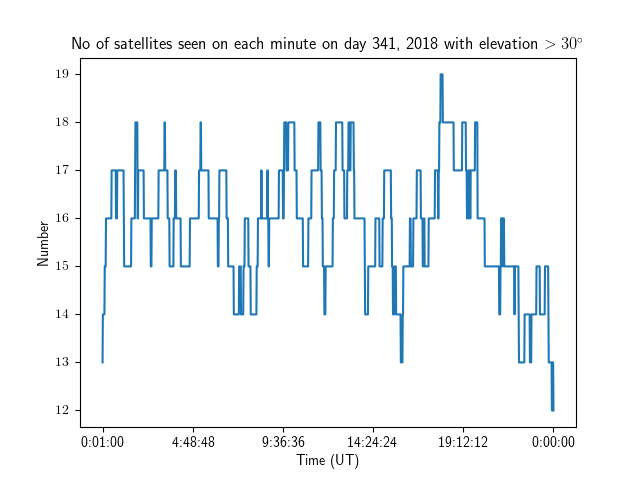 No of satellites seen on each minute on day 341, 2018 with elevation > 30°
19
18
17
16
15
14
13
12
Number
0:01:00 4:48:48 9:36:36 14:24:24 19:12:12 0:00:00
Time (UT)